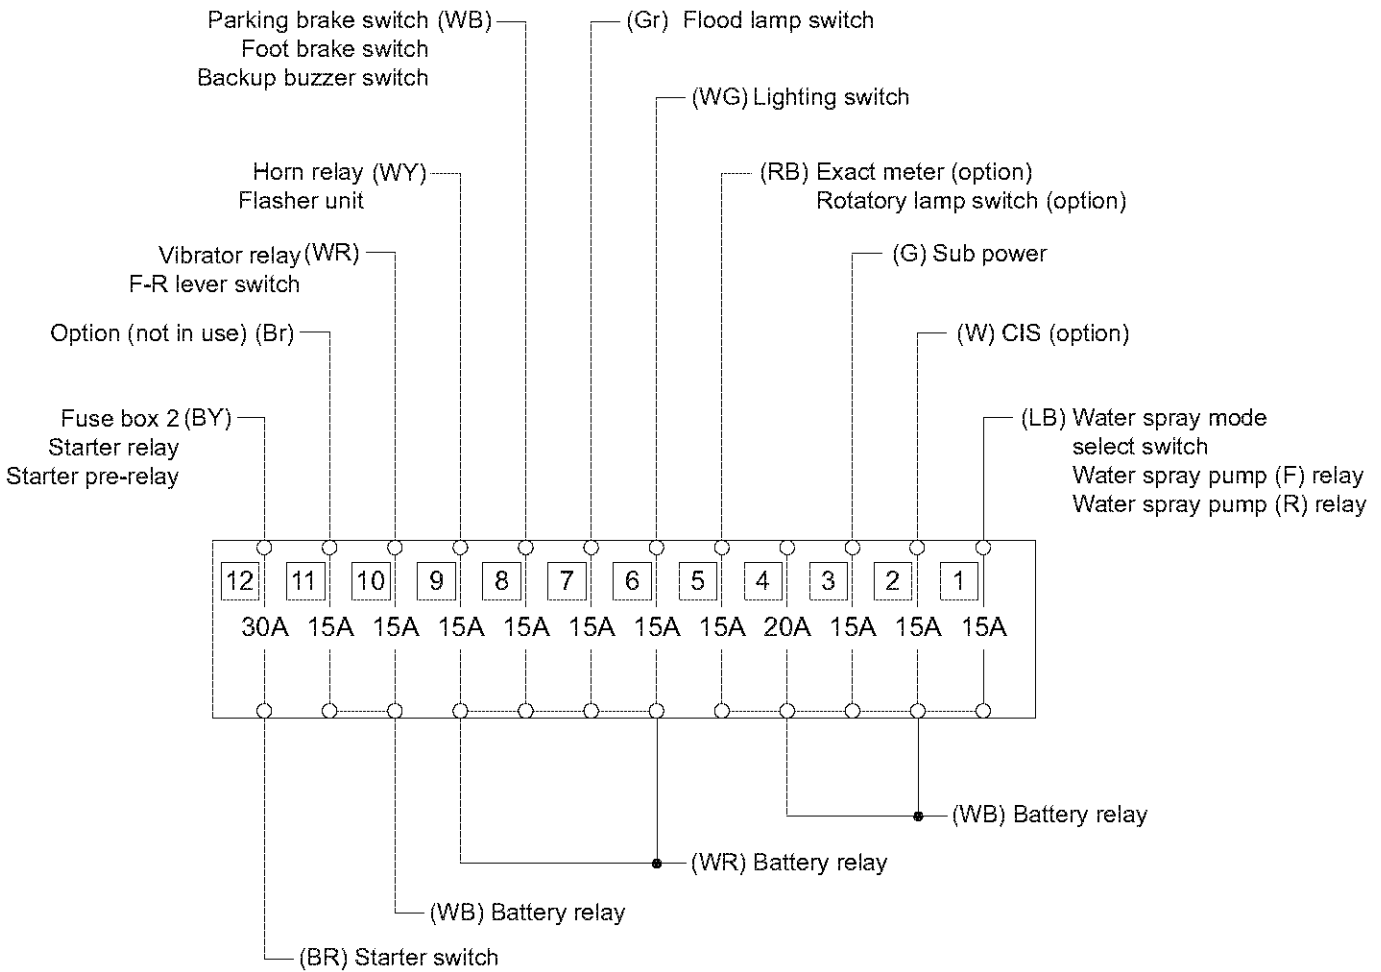 Parking brake switch (WB)
Foot brake switch
Backup buzzer switch
(Gr) Flood lamp switch
(WG) Lighting switch
Horn relay (WY)
Flasher unit
(RB) Exact meter (option)
Rotatory lamp switch (option)
Vibrator relay (WR)
F-R lever switch
(G) Sub power
Option (not in use) (Br)
(W) CIS (option)
Fuse box 2 (BY)
Starter relay
Starter pre-relay
(LB) Water spray mode
select switch
Water spray pump (F) relay
Water spray pump (R) relay
12 11 10 9 8 7 6 5 4 3 2 1
30A 15A 15A 15A 15A 15A 15A 15A 20A 15A 15A 15A
(WB) Battery relay
(WR) Battery relay
(WB) Battery relay
(BR) Starter switch